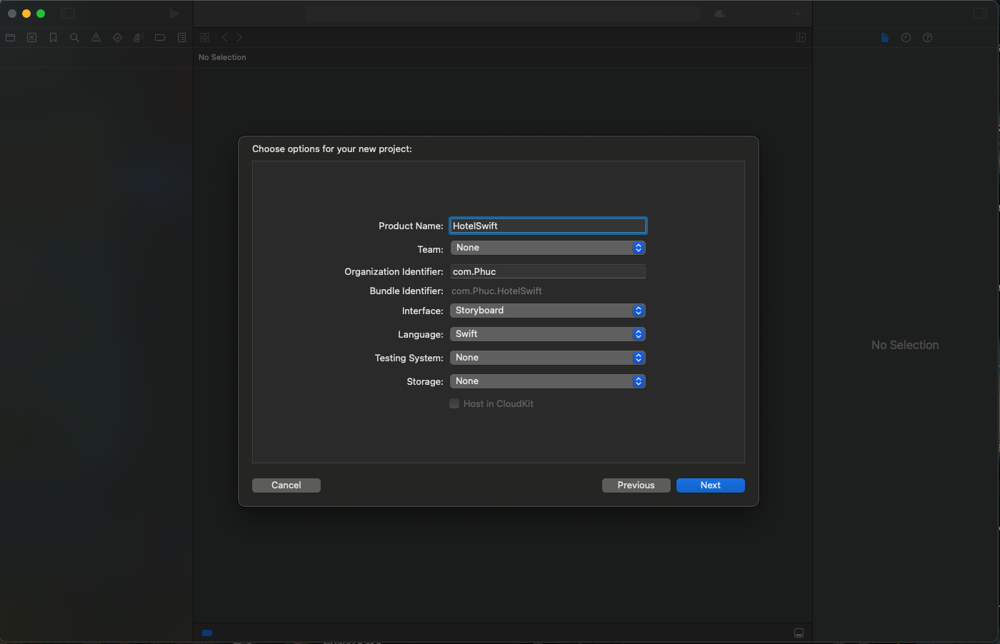 No Selection
Choose options for your new project:
Product Name: HotelSwift
Team: None
Organization Identifier: com.Phuc
Bundle Identifier: com.Phuc.HotelSwift
Interface: Storyboard
Language: Swift
Testing System: None
Storage: None
Host in CloudKit
Cancel Previous Next
No Selection